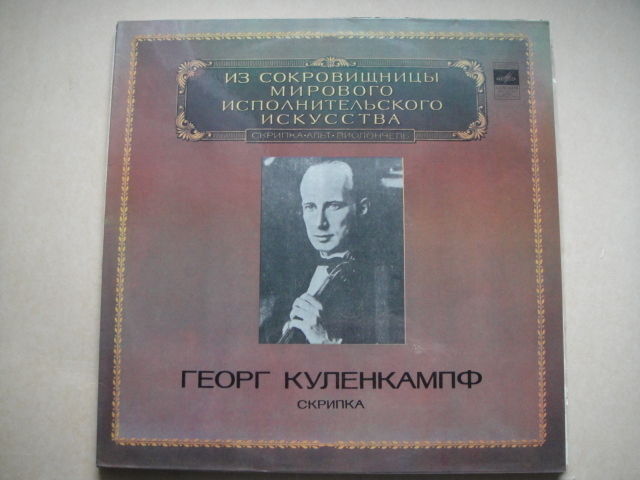 ИЗ СОКРОВИЩНИЦЫ
МИРОВОГО
ИСПОЛНИТЕЛЬСКОГО
ИСКУССТВА
СКРИПКА • АЛЬТ • ВИОЛОНЧЕЛЬ
ГЕОРГ КУЛЕНКАМПФ
СКРИПКА